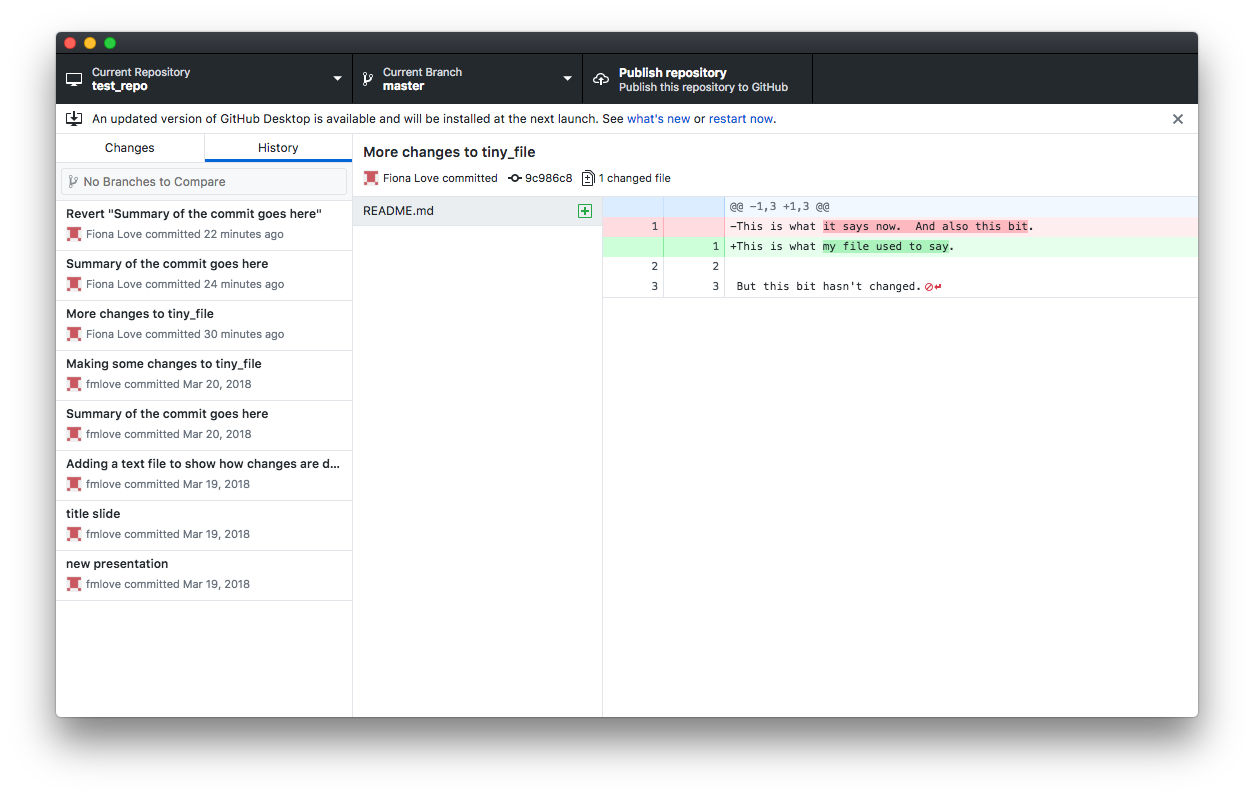 Current Repository
test_repo
Current Branch
master
Publish repository
Publish this repository to GitHub
An updated version of GitHub Desktop is available and will be installed at the next launch. See what's new or restart now.
Changes
History
No Branches to Compare
Revert "Summary of the commit goes here"
Fiona Love committed 22 minutes ago
Summary of the commit goes here
Fiona Love committed 24 minutes ago
More changes to tiny_file
Fiona Love committed 30 minutes ago
Making some changes to tiny_file
fmlove committed Mar 20, 2018
Summary of the commit goes here
fmlove committed Mar 20, 2018
Adding a text file to show how changes are d...
fmlove committed Mar 19, 2018
title slide
fmlove committed Mar 19, 2018
new presentation
fmlove committed Mar 19, 2018
More changes to tiny_file
Fiona Love committed 9c986c8 1 changed file
README.md
@@ -1,3 +1,3 @@
1 -This is what it says now.  And also this bit.
1 +This is what my file used to say.
2 2
3 3 But this bit hasn't changed.